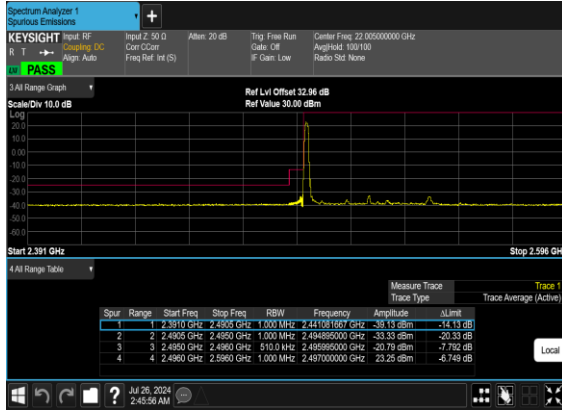 Spectrum Analyzer 1
Spurious Emissions
+
KEYSIGHT Input: RF Input Z: 50 Ω Atten: 20 dB Trig: Free Run Center Freq: 22.005000000 GHz
R T Coupling: DC Corr CCorr Gate: Off Avg|Hold: 100/100
Align: Auto Freq Ref: Int (S) IF Gain: Low Radio Std: None
PASS
3 All Range Graph Ref Lvl Offset 32.96 dB
Scale/Div 10.0 dB Ref Value 30.00 dBm
Log
20.0
10.0
0.00
-10.0
-20.0
-30.0
-40.0
-50.0
-60.0
Start 2.391 GHz Stop 2.596 GHz
4 All Range Table
Measure Trace Trace 1
Trace Type Trace Average (Active)
Spur Range Start Freq Stop Freq RBW Frequency Amplitude ΔLimit
1 1 2.3910 GHz 2.4905 GHz 1.000 MHz 2.441081667 GHz -39.13 dBm -14.13 dB
2 2 2.4905 GHz 2.4950 GHz 1.000 MHz 2.494895000 GHz -33.33 dBm -20.33 dB
3 3 2.4950 GHz 2.4960 GHz 510.0 kHz 2.495995000 GHz -20.79 dBm -7.792 dB
4 4 2.4960 GHz 2.5960 GHz 1.000 MHz 2.497000000 GHz 23.25 dBm -6.749 dB
Local
? Jul 26, 2024
2:45:56 AM